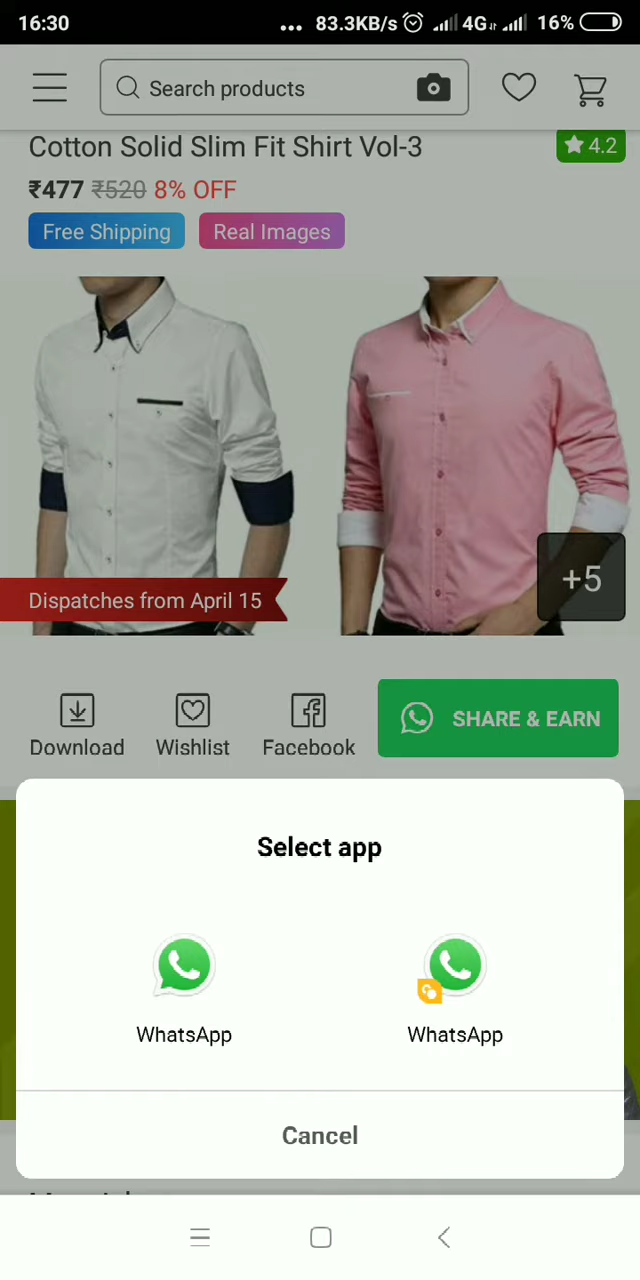 16:30 ... 83.3KB/s 4G 16%
Search products
Cotton Solid Slim Fit Shirt Vol-3 4.2
₹477 ₹520 8% OFF
Free Shipping Real Images
+5
Dispatches from April 15
SHARE & EARN
Download Wishlist Facebook
Select app
WhatsApp WhatsApp
Cancel